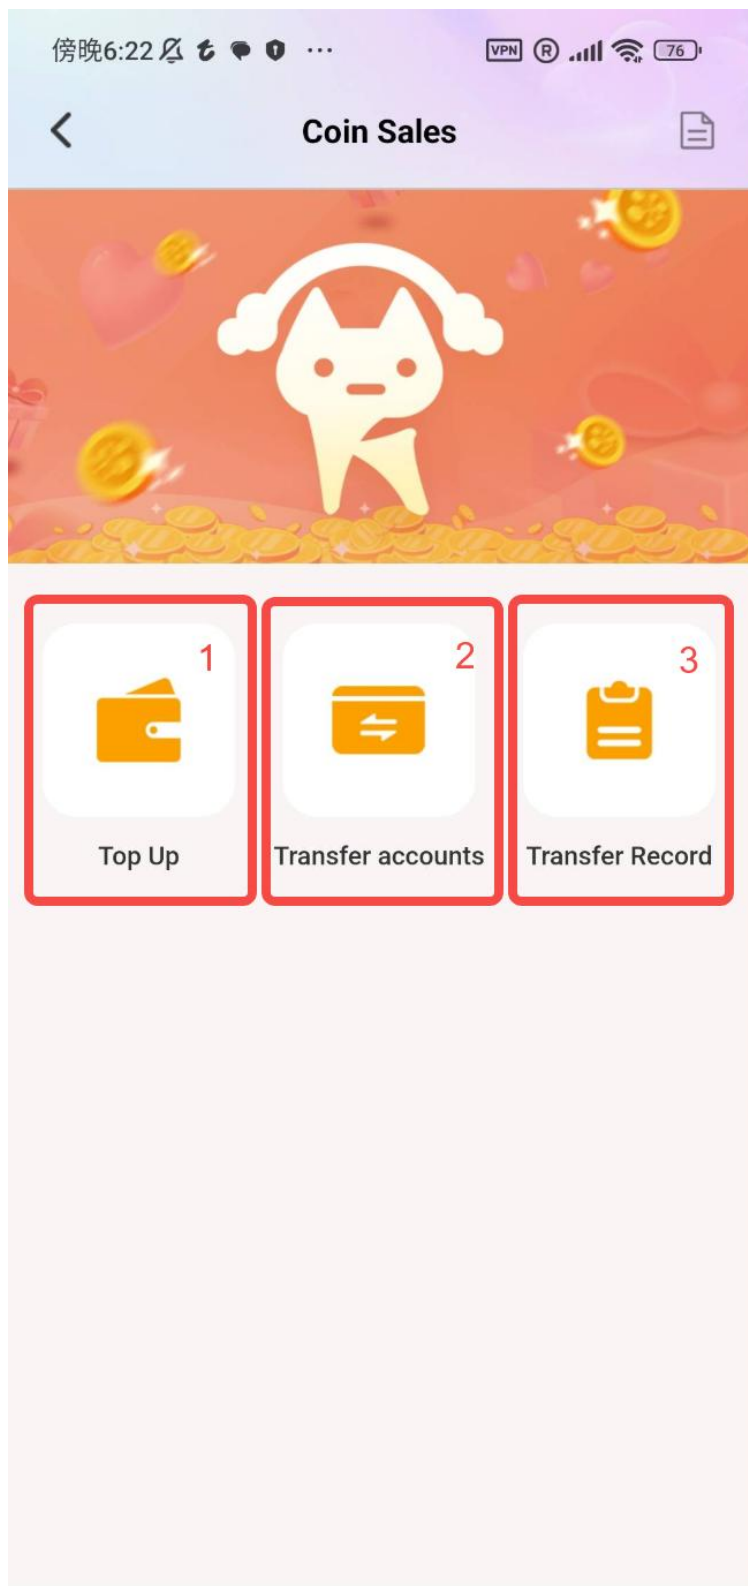 傍晚6:22
VPN R 76
Coin Sales
1
2
3
Top Up
Transfer accounts
Transfer Record